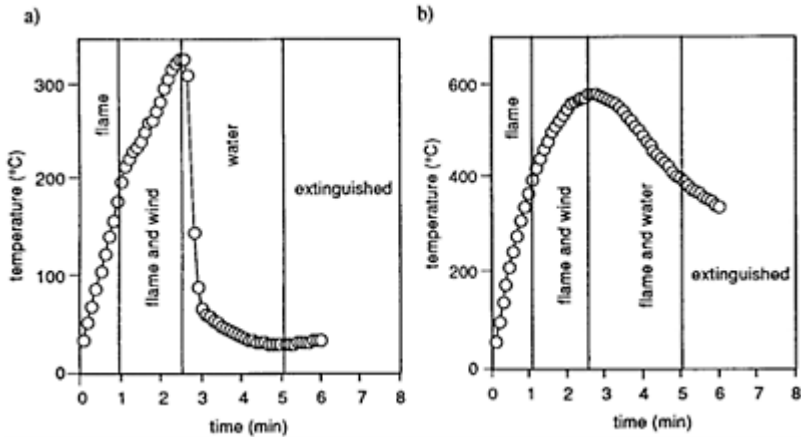 a)
temperature (°C)
300
200
100
0
flame
flame and wind
water
extinguished
0 1 2 3 4 5 6 7 8
time (min)
b)
temperature (°C)
600
400
200
0
flame
flame and wind
flame and water
extinguished
0 1 2 3 4 5 6 7 8
time (min)